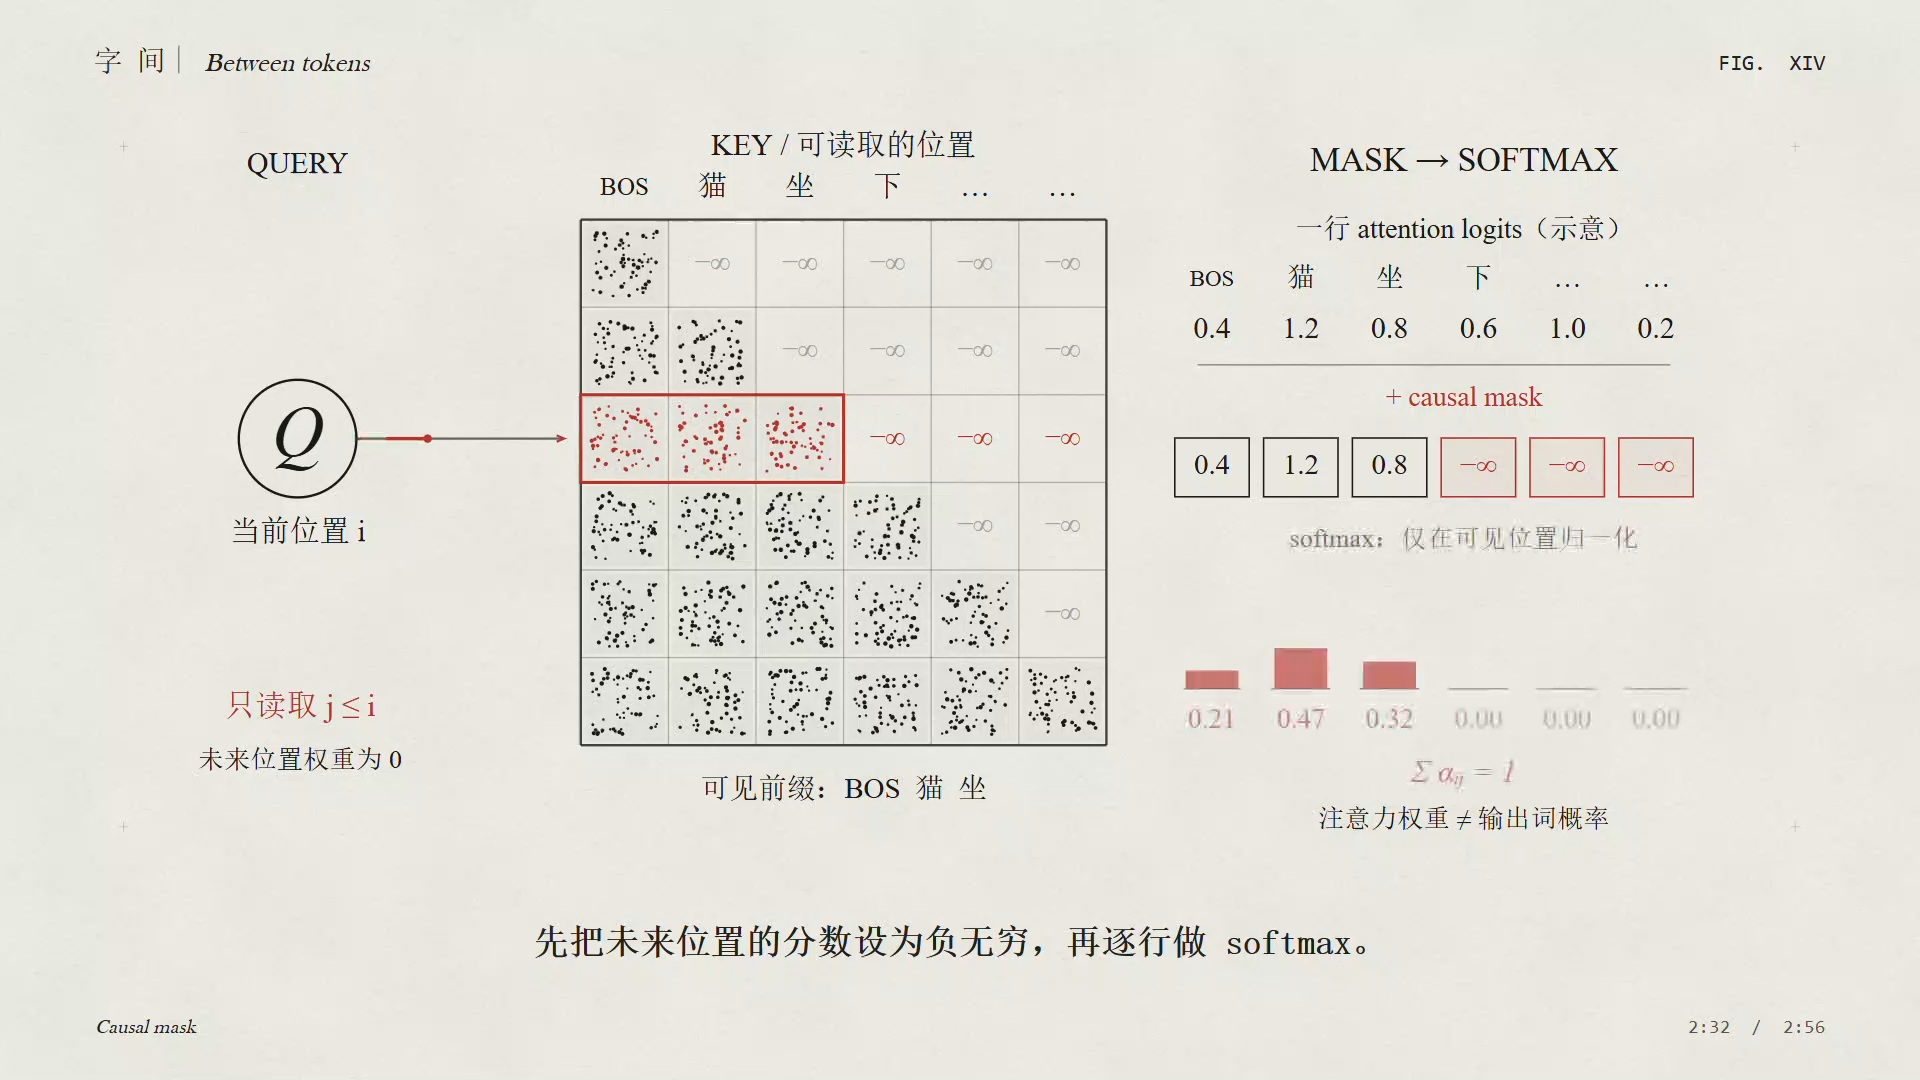 字 间 | Between tokens
FIG. XIV
QUERY
Q
当前位置 i
只读取 j ≤ i
未来位置权重为 0
KEY / 可读取的位置
BOS 猫 坐 下 … …
−∞ −∞ −∞ −∞ −∞
−∞ −∞ −∞ −∞
−∞ −∞ −∞
−∞ −∞
−∞
可见前缀：BOS 猫 坐
MASK → SOFTMAX
一行 attention logits（示意）
BOS 猫 坐 下 … …
0.4 1.2 0.8 0.6 1.0 0.2
+ causal mask
0.4 1.2 0.8 −∞ −∞ −∞
softmax：仅在可见位置归一化
0.21 0.47 0.32 0.00 0.00 0.00
Σ αij = 1
注意力权重 ≠ 输出词概率
先把未来位置的分数设为负无穷，再逐行做 softmax。
Causal mask
2:32 / 2:56